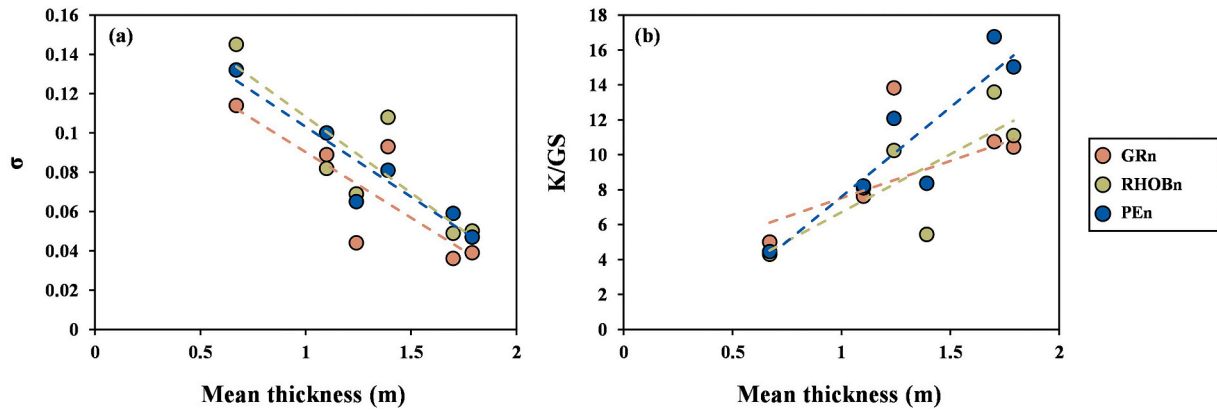 (a)
0.16
0.14
0.12
0.1
0.08
0.06
0.04
0.02
0
σ
0 0.5 1 1.5 2
Mean thickness (m)
(b)
18
16
14
12
10
8
6
4
2
0
K/GS
0 0.5 1 1.5 2
Mean thickness (m)
GRn
RHOBn
PEn